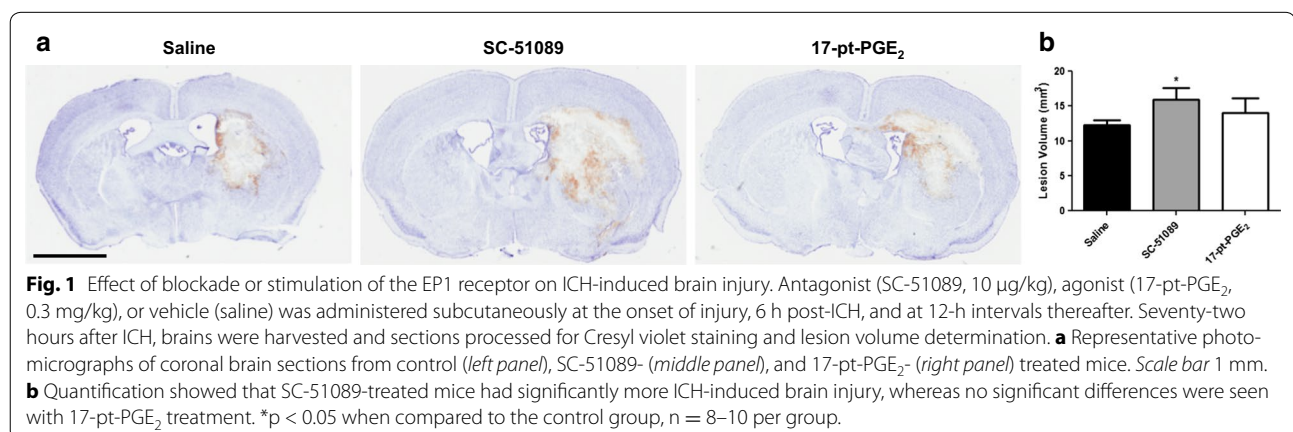 a
Saline
SC-51089
17-pt-PGE₂
b
Lesion Volume (mm³)
20
15
10
5
0
*
Saline
SC-51089
17-pt-PGE₂
Fig. 1 Effect of blockade or stimulation of the EP1 receptor on ICH-induced brain injury. Antagonist (SC-51089, 10 μg/kg), agonist (17-pt-PGE₂,
0.3 mg/kg), or vehicle (saline) was administered subcutaneously at the onset of injury, 6 h post-ICH, and at 12-h intervals thereafter. Seventy-two
hours after ICH, brains were harvested and sections processed for Cresyl violet staining and lesion volume determination. a Representative photo-
micrographs of coronal brain sections from control (left panel), SC-51089- (middle panel), and 17-pt-PGE₂- (right panel) treated mice. Scale bar 1 mm.
b Quantification showed that SC-51089-treated mice had significantly more ICH-induced brain injury, whereas no significant differences were seen
with 17-pt-PGE₂ treatment. *p < 0.05 when compared to the control group, n = 8–10 per group.